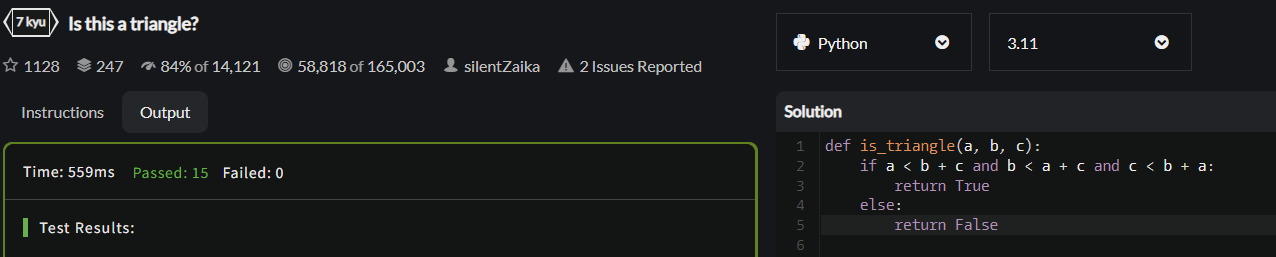 7 kyu Is this a triangle?
1128 247 84% of 14,121 58,818 of 165,003 silentZaika 2 Issues Reported
Instructions Output
Time: 559ms Passed: 15 Failed: 0
Test Results:
Python 3.11
Solution
1 def is_triangle(a, b, c):
2     if a < b + c and b < a + c and c < b + a:
3         return True
4     else:
5         return False
6